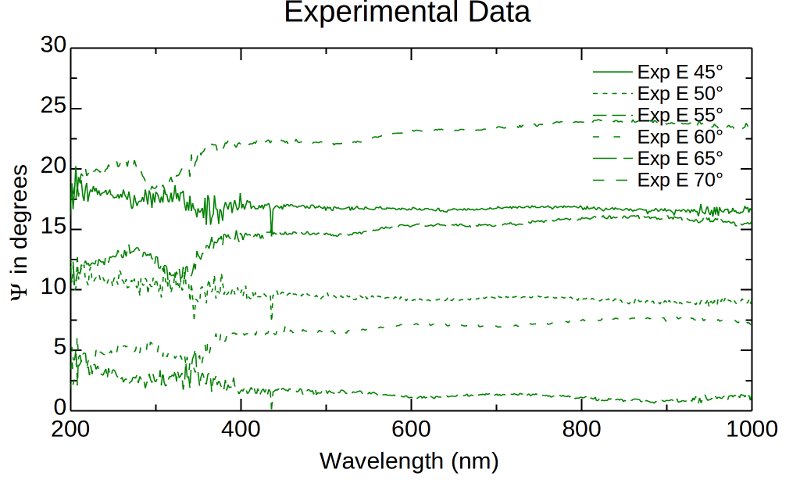 Experimental Data
30
25
20
15
10
5
0
Ψ in degrees
Exp E 45°
Exp E 50°
Exp E 55°
Exp E 60°
Exp E 65°
Exp E 70°
200 400 600 800 1000
Wavelength (nm)